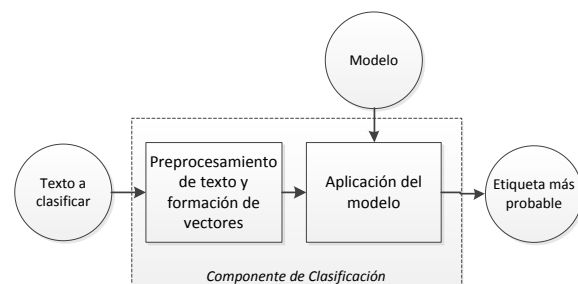 Modelo
Texto a
clasificar
Preprocesamiento
de texto y
formación de
vectores
Aplicación del
modelo
Etiqueta más
probable
Componente de Clasificación